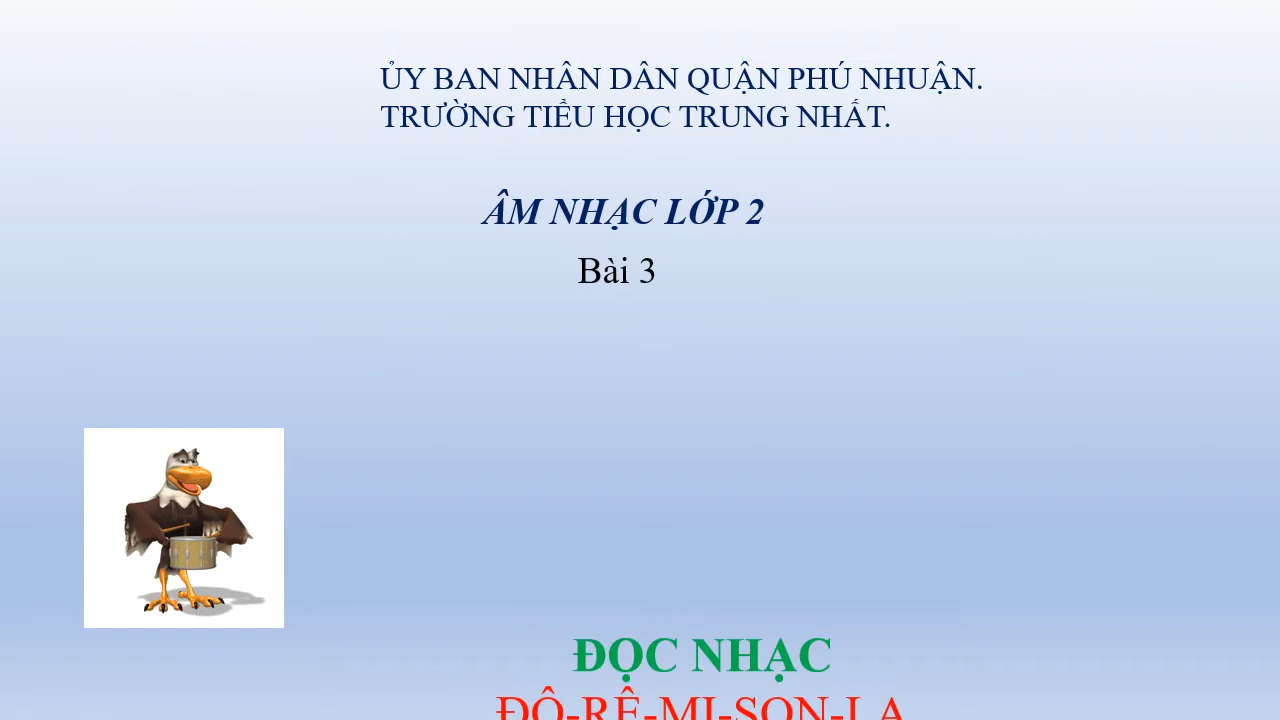 ỦY BAN NHÂN DÂN QUẬN PHÚ NHUẬN.
TRƯỜNG TIỂU HỌC TRUNG NHẤT.
ÂM NHẠC LỚP 2
Bài 3
ĐỌC NHẠC
ĐÔ-RÊ-MI-SON-LA